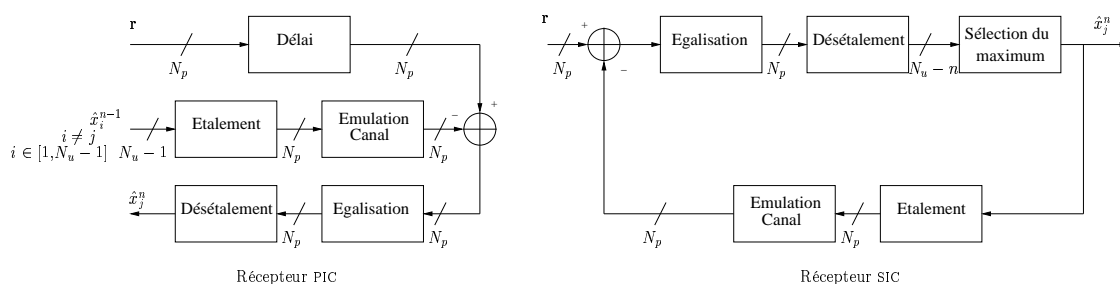 r
Délai
N_p
N_p
+
x̂_i^{n-1}
i ≠ j
i ∈ [1,N_u − 1]
N_u − 1
Etalement
N_p
Emulation
Canal
N_p
−
x̂_j^n
Désétalement
N_p
Egalisation
N_p
Récepteur PIC
r
N_p
+
−
Egalisation
N_p
Désétalement
N_u − n
Sélection du
maximum
x̂_j^n
N_p
Emulation
Canal
N_p
Etalement
Récepteur SIC